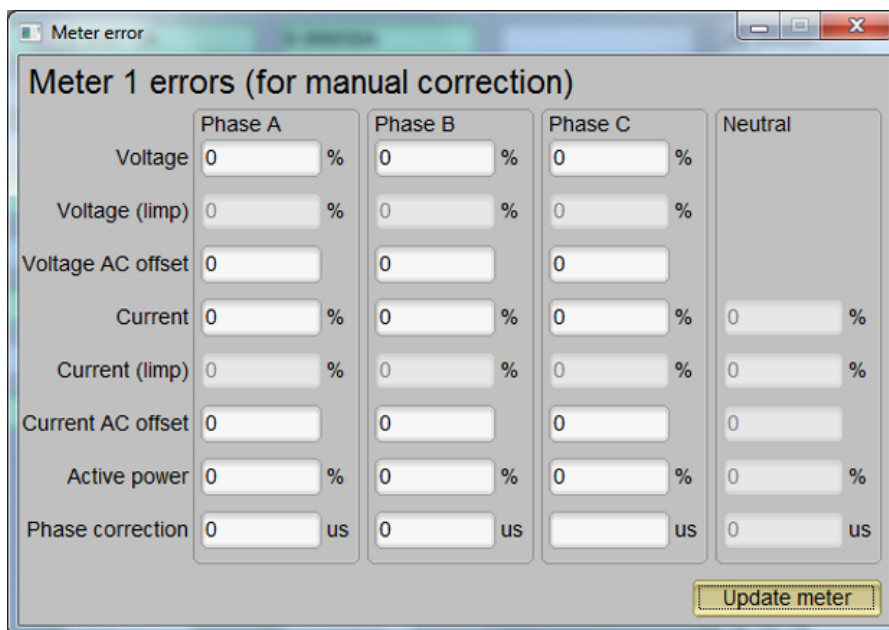 Meter error
Meter 1 errors (for manual correction)
Phase A Phase B Phase C Neutral
Voltage 0 % 0 % 0 %
Voltage (limp) 0 % 0 % 0 %
Voltage AC offset 0 0 0
Current 0 % 0 % 0 % 0 %
Current (limp) 0 % 0 % 0 % 0 %
Current AC offset 0 0 0 0
Active power 0 % 0 % 0 % 0 %
Phase correction 0 us 0 us us 0 us
Update meter